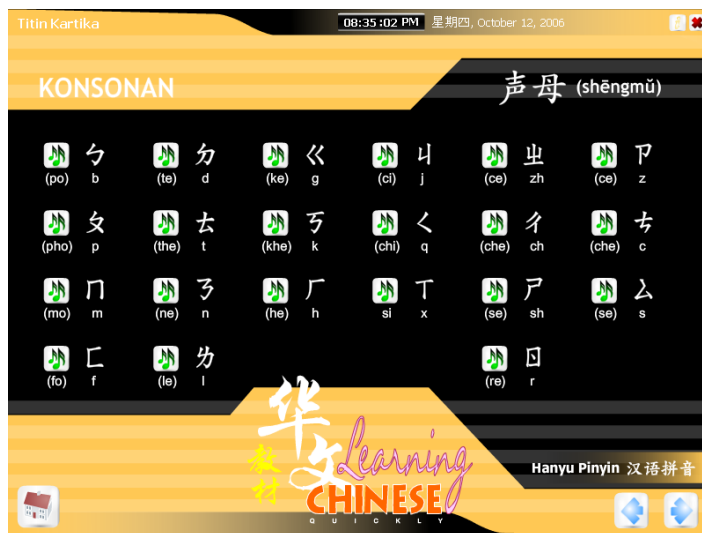 Titin Kartika 08:35:02 PM 星期四, October 12, 2006
KONSONAN 声母 (shēngmǔ)
ㄅ ㄉ ㄍ ㄐ ㄓ ㄗ
(po) b (te) d (ke) g (ci) j (ce) zh (ce) z
ㄆ ㄊ ㄎ ㄑ ㄔ ㄘ
(pho) p (the) t (khe) k (chi) q (che) ch (che) c
ㄇ ㄋ ㄏ ㄒ ㄕ ㄙ
(mo) m (ne) n (he) h si x (se) sh (se) s
ㄈ ㄌ ㄖ
(fo) f (le) l (re) r
华文
教材
Learning
CHINESE
QUICKLY
Hanyu Pinyin 汉语拼音